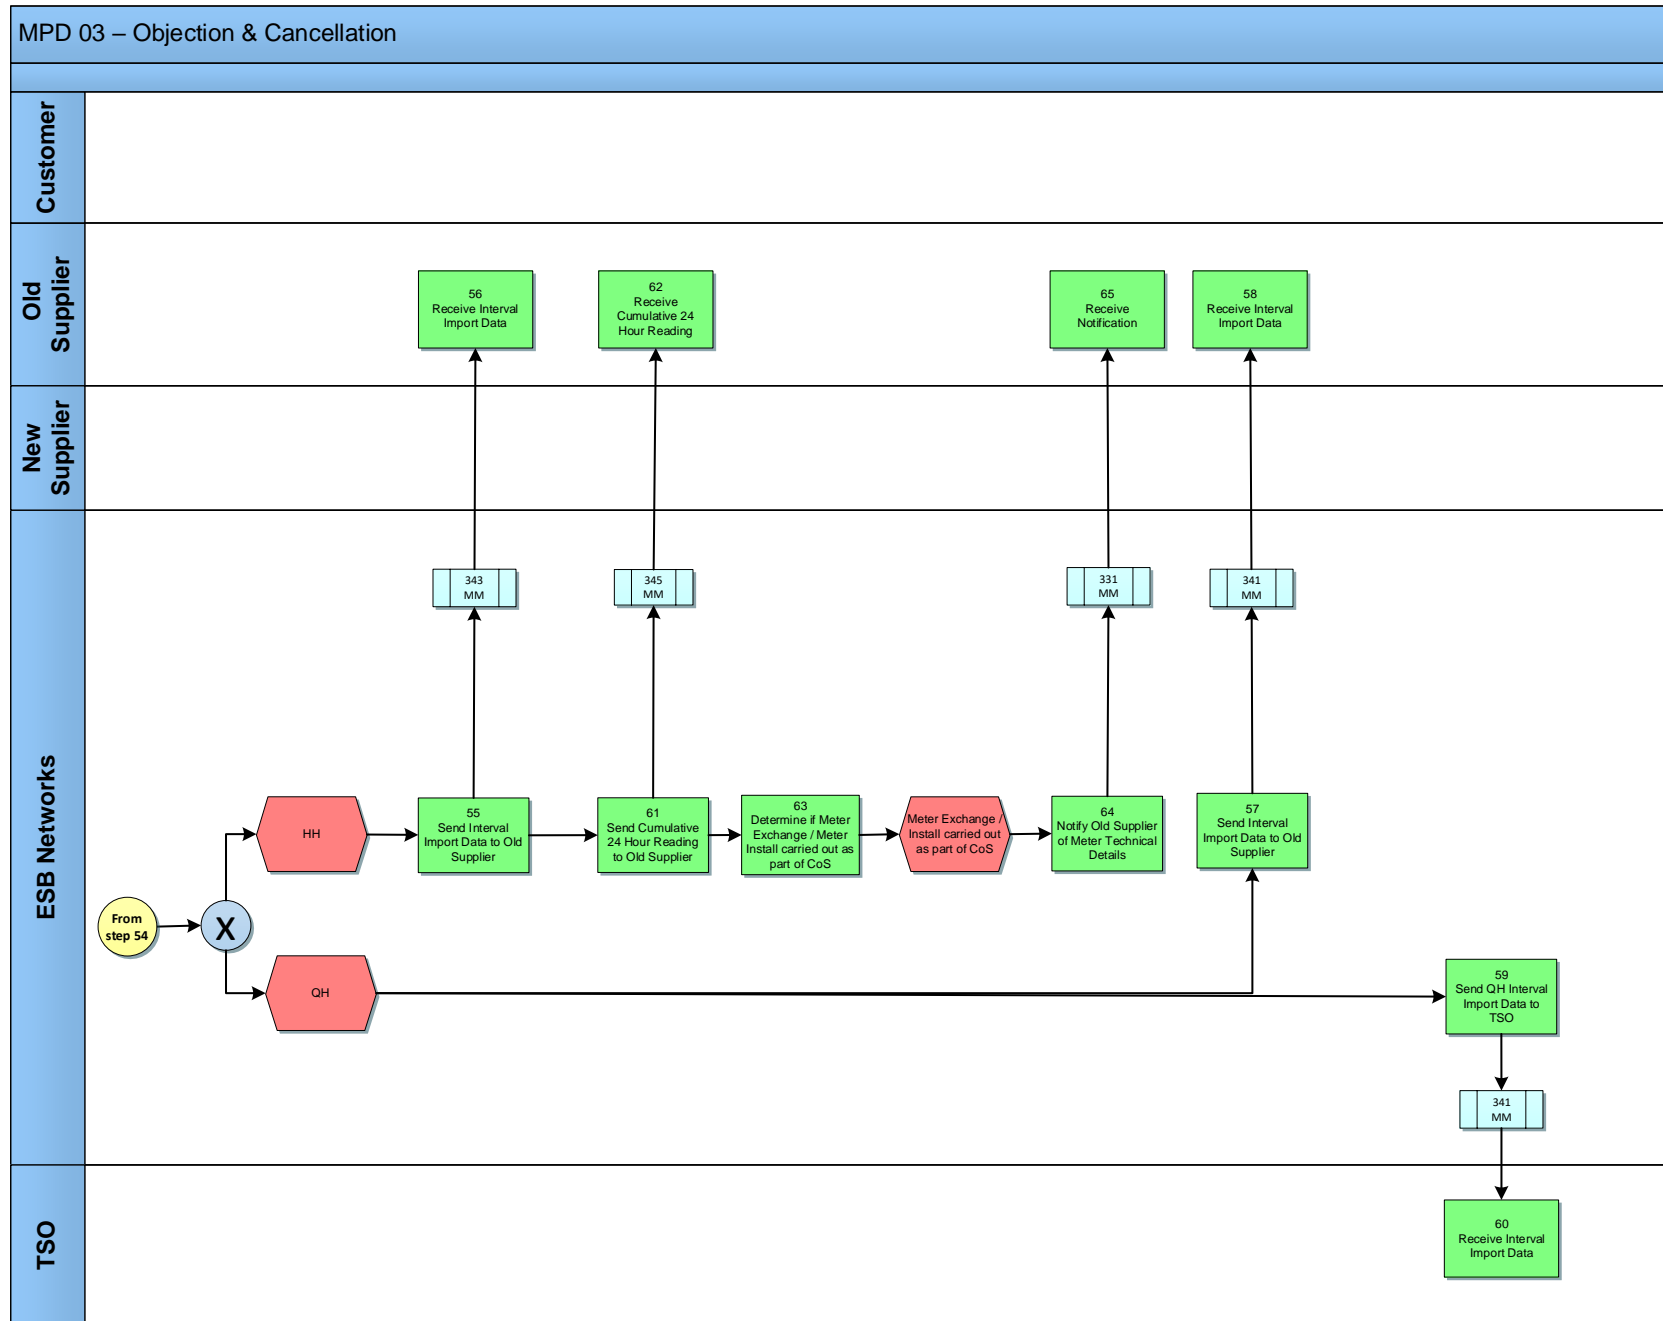 MPD 03 – Objection & Cancellation
Customer
Old
Supplier
56
Receive Interval
Import Data
62
Receive
Cumulative 24
Hour Reading
65
Receive
Notification
58
Receive Interval
Import Data
New
Supplier
ESB Networks
343
MM
345
MM
331
MM
341
MM
HH
55
Send Interval
Import Data to Old
Supplier
61
Send Cumulative
24 Hour Reading
to Old Supplier
63
Determine if Meter
Exchange / Meter
Install carried out as
part of CoS
Meter Exchange /
Install carried out
as part of CoS
64
Notify Old Supplier
of Meter Technical
Details
57
Send Interval
Import Data to Old
Supplier
From
step 54
X
QH
59
Send QH Interval
Import Data to
TSO
341
MM
TSO
60
Receive Interval
Import Data